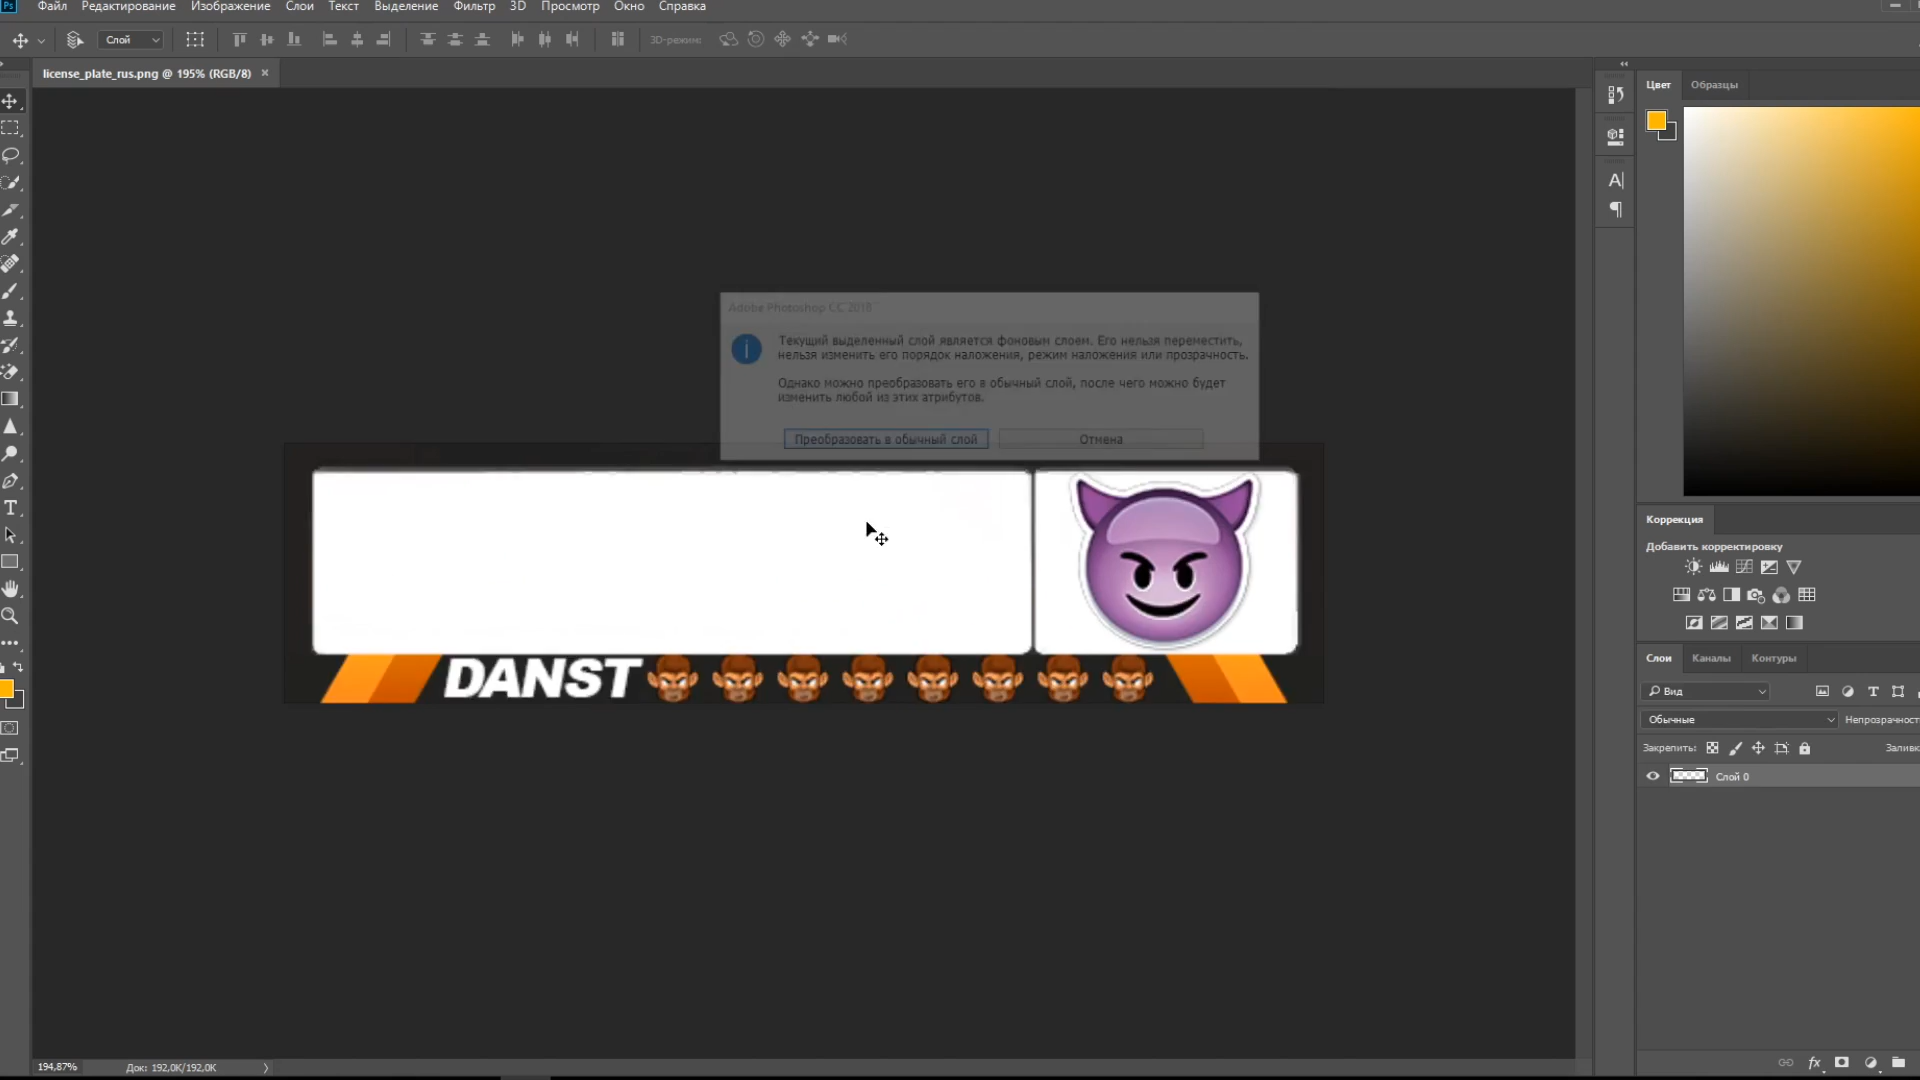 Ps Файл Редактирование Изображение Слои Текст Выделение Фильтр 3D Просмотр Окно Справка
Слой 3D-режим:
license_plate_rus.png @ 195% (RGB/8) ×
Цвет Образцы
Adobe Photoshop CC 2018
Текущий выделенный слой является фоновым слоем. Его нельзя переместить,
нельзя изменить его порядок наложения, режим наложения или прозрачность.
Однако можно преобразовать его в обычный слой, после чего можно будет
изменить любой из этих атрибутов.
Преобразовать в обычный слой Отмена
DANST
Коррекция
Добавить корректировку
Слои Каналы Контуры
Вид
Обычные Непрозрачност
Закрепить: Заливк
Слой 0
fx
194,87% Док: 192,0K/192,0K